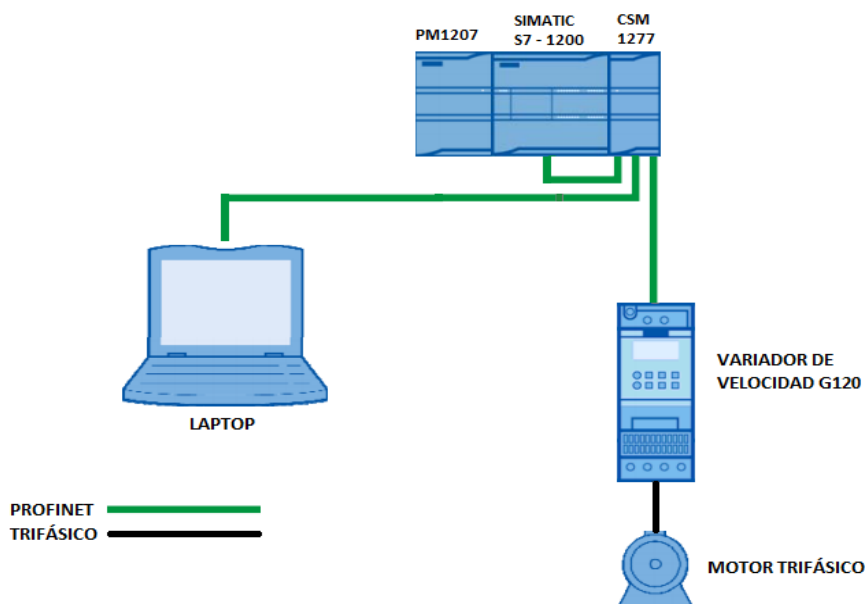 PM1207
SIMATIC
S7 - 1200
CSM
1277
VARIADOR DE
VELOCIDAD G120
LAPTOP
PROFINET
TRIFÁSICO
MOTOR TRIFÁSICO